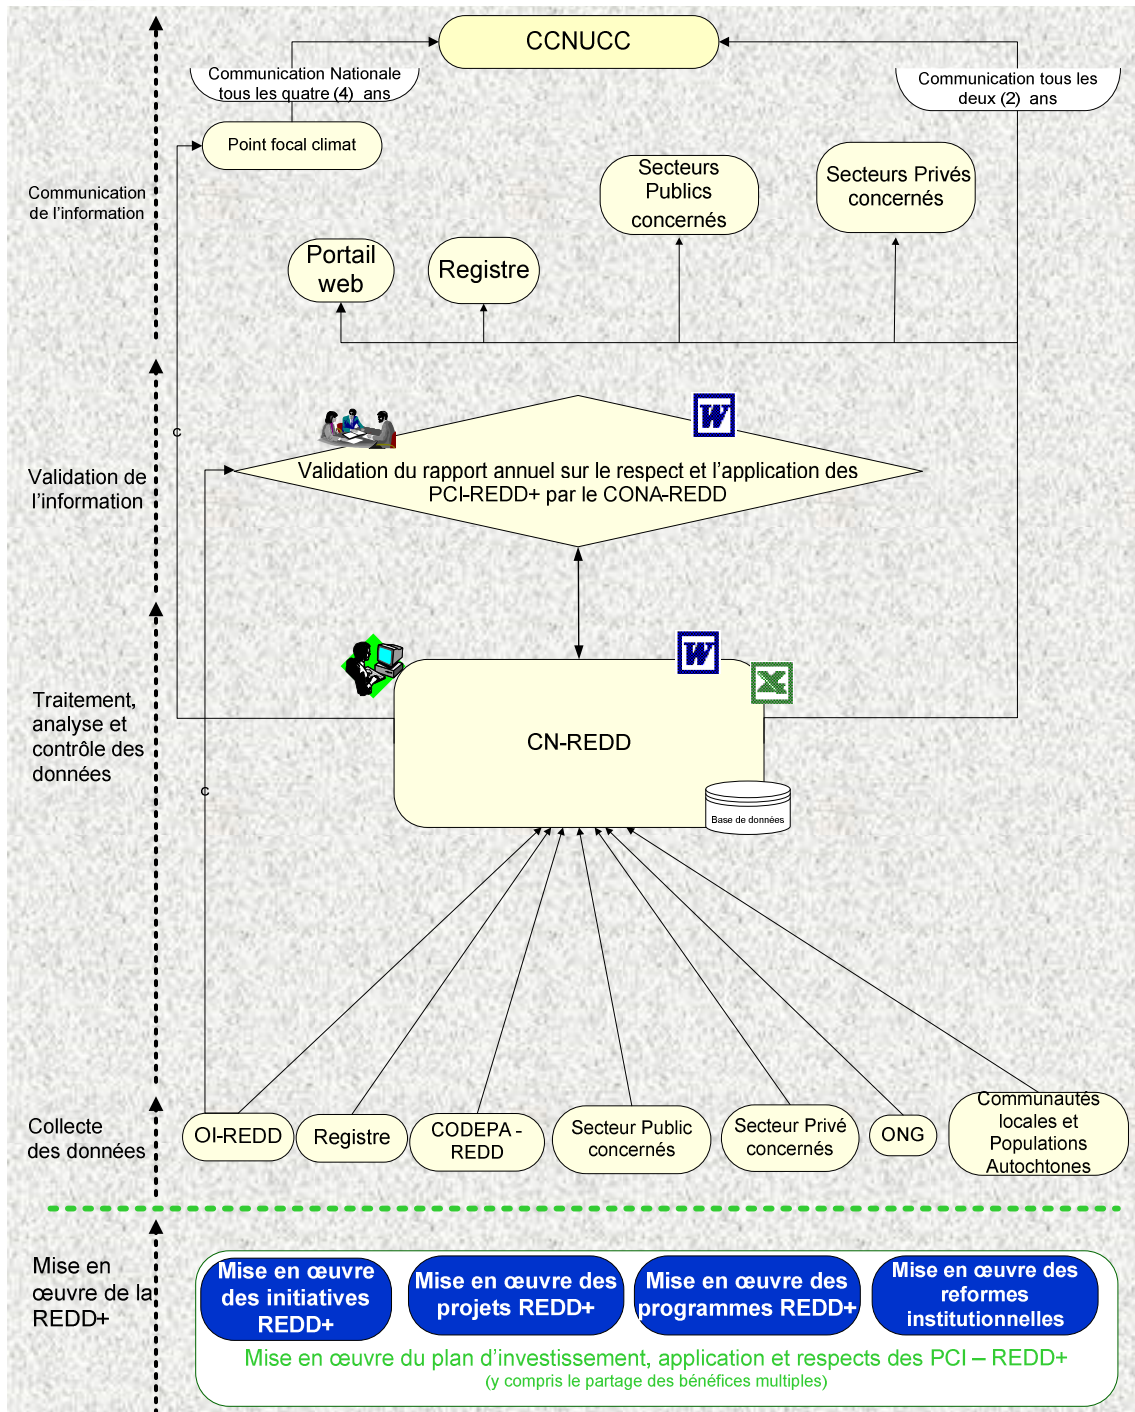 CCNUCC
Communication Nationale
tous les quatre (4) ans
Communication tous les
deux (2) ans
Point focal climat
Secteurs
Publics
concernés
Secteurs Privés
concernés
Communication
de l'information
Portail
web
Registre
W
c
Validation du rapport annuel sur le respect et l'application des
PCI-REDD+ par le CONA-REDD
Validation de
l'information
W
X
Traitement,
analyse et
contrôle des
données
CN-REDD
c
Base de données
Collecte
des données
OI-REDD
Registre
CODEPA -
REDD
Secteur Public
concernés
Secteur Privé
concernés
ONG
Communautés
locales et
Populations
Autochtones
Mise en
œuvre de la
REDD+
Mise en œuvre
des initiatives
REDD+
Mise en œuvre des
projets REDD+
Mise en œuvre des
programmes REDD+
Mise en œuvre des
reformes
institutionnelles
Mise en œuvre du plan d'investissement, application et respects des PCI – REDD+
(y compris le partage des bénéfices multiples)